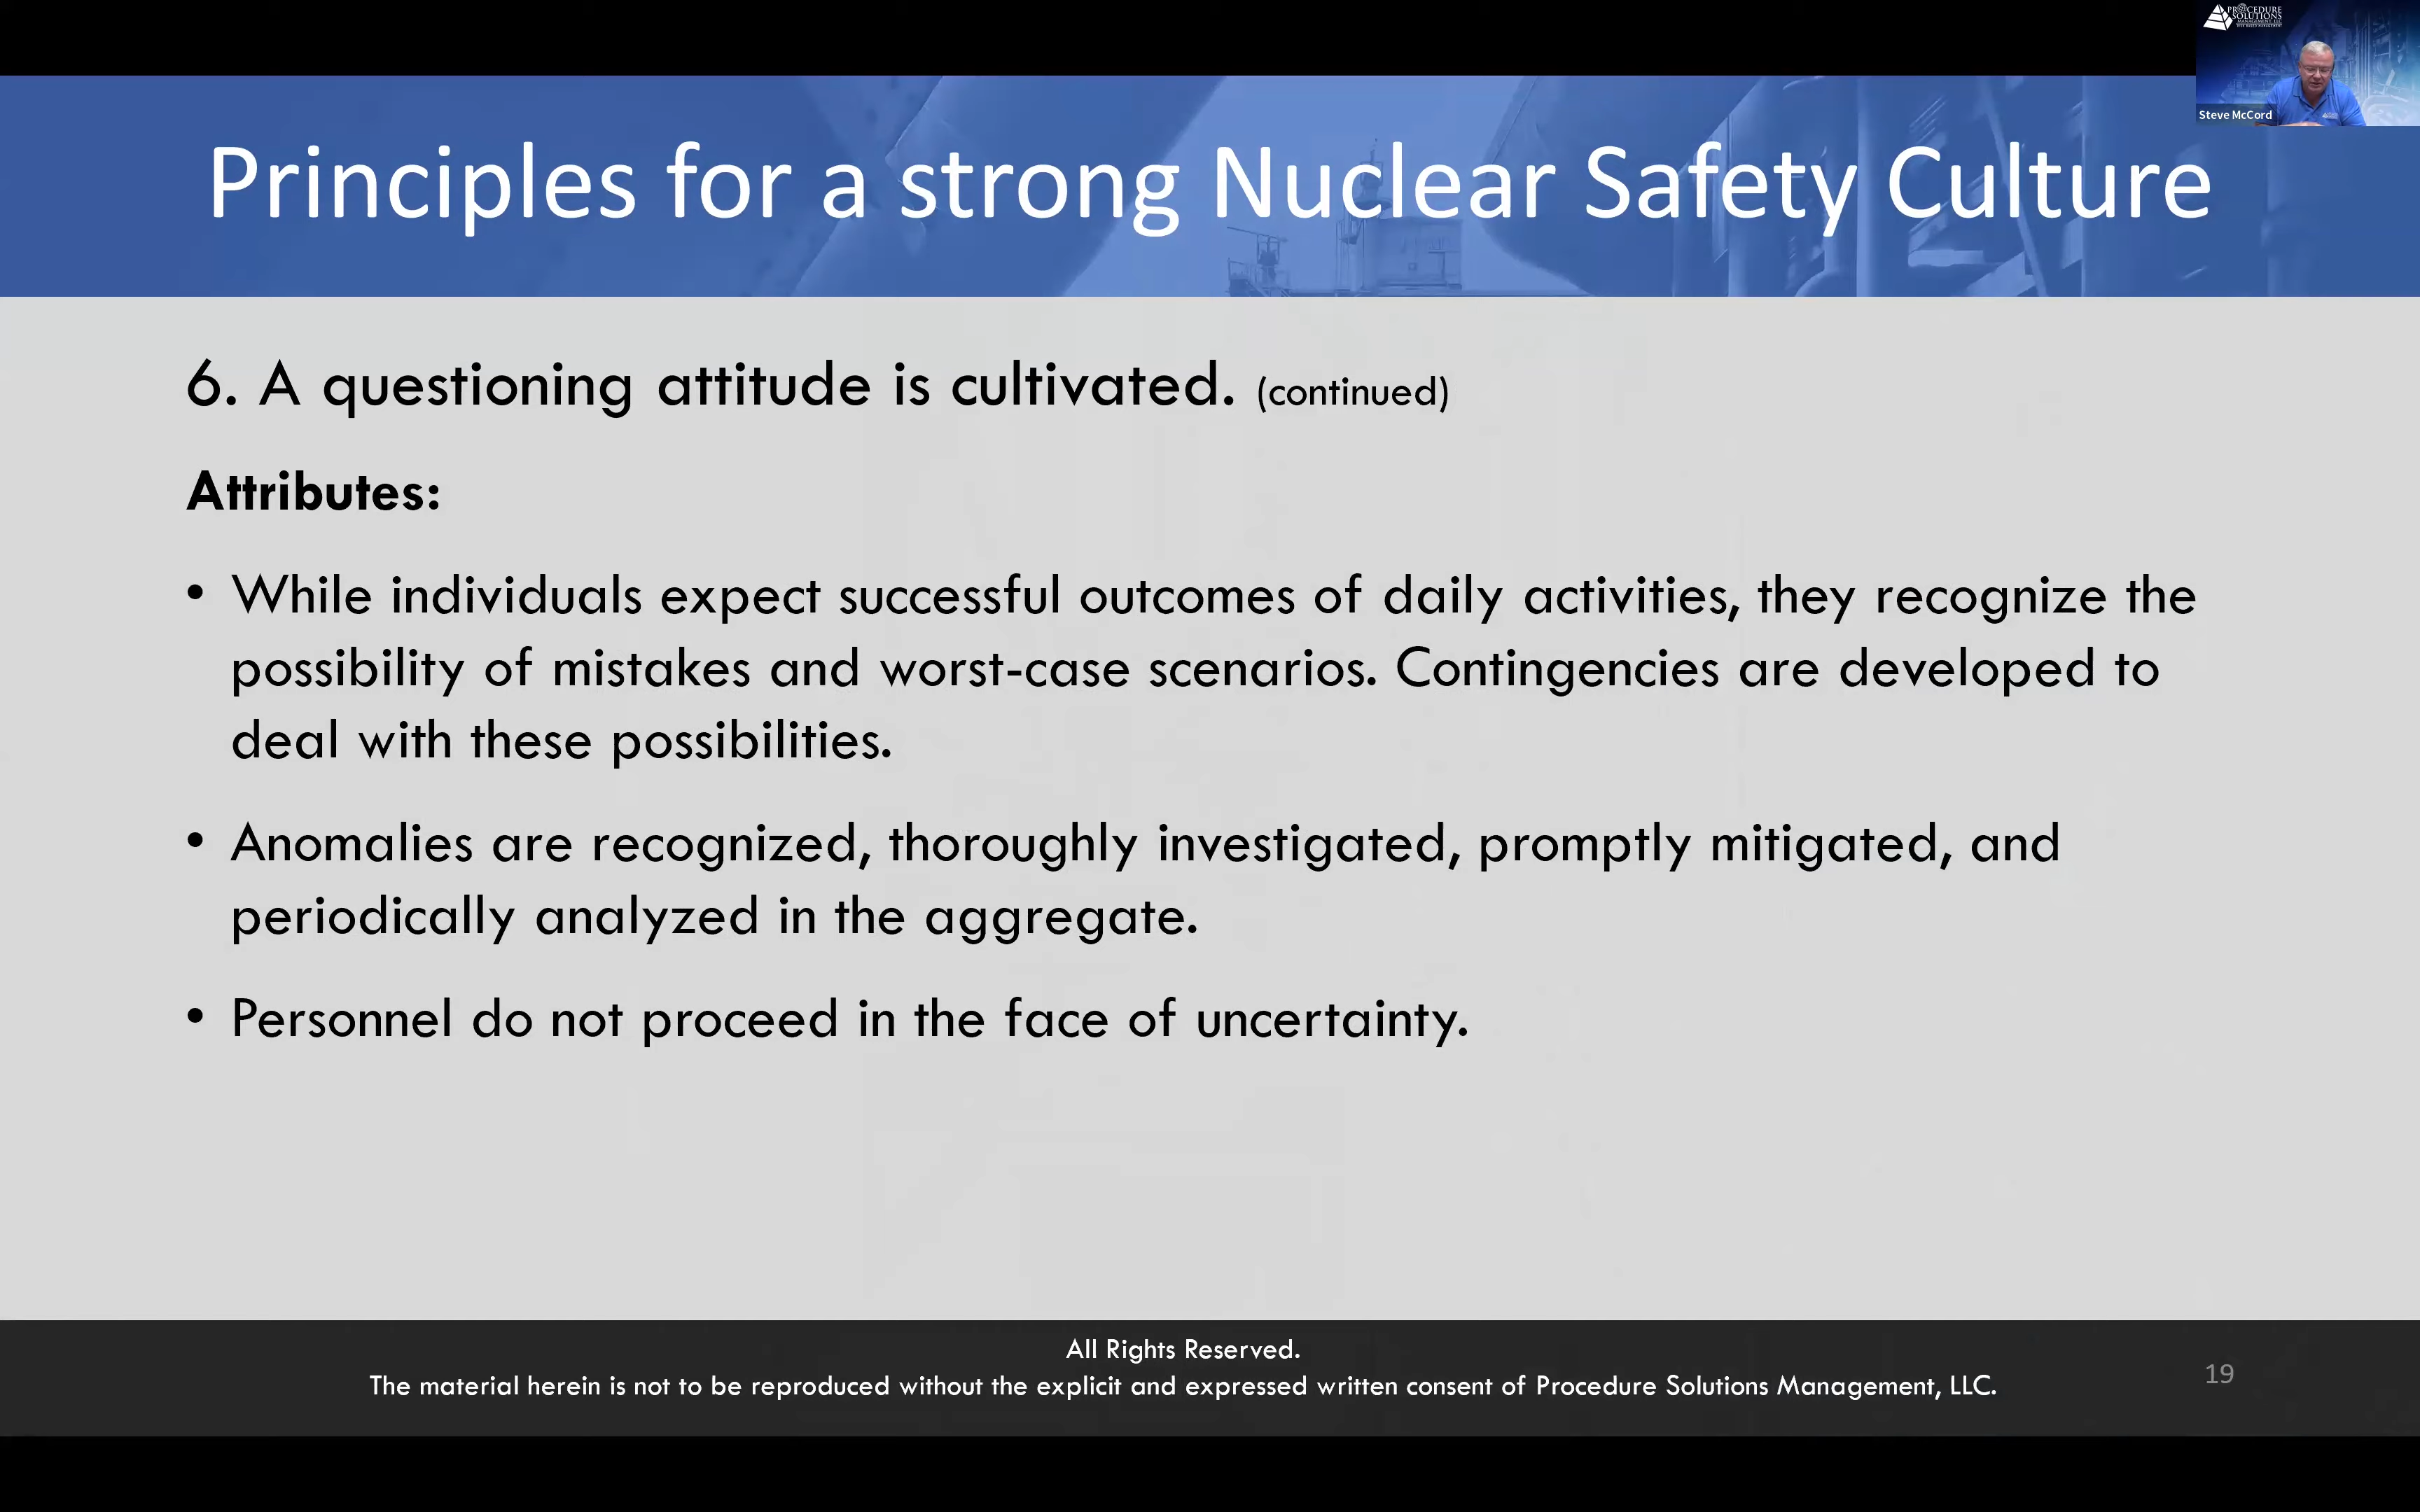 PROCEDURE
SOLUTIONS
Steve McCord
Principles for a strong Nuclear Safety Culture
6. A questioning attitude is cultivated. (continued)
Attributes:
• While individuals expect successful outcomes of daily activities, they recognize the
possibility of mistakes and worst-case scenarios. Contingencies are developed to
deal with these possibilities.
• Anomalies are recognized, thoroughly investigated, promptly mitigated, and
periodically analyzed in the aggregate.
• Personnel do not proceed in the face of uncertainty.
All Rights Reserved.
The material herein is not to be reproduced without the explicit and expressed written consent of Procedure Solutions Management, LLC.
19